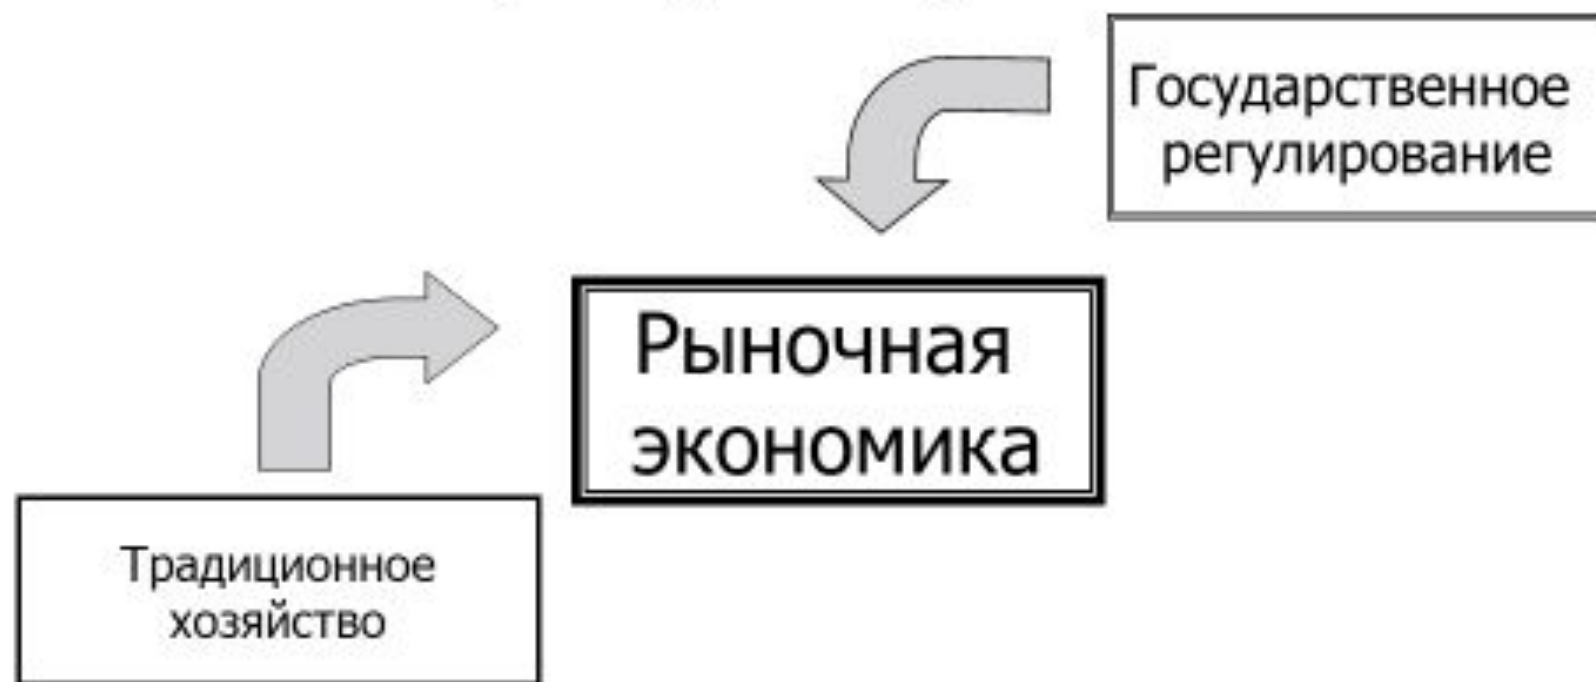 Государственное
регулирование
Рыночная
экономика
Традиционное
хозяйство